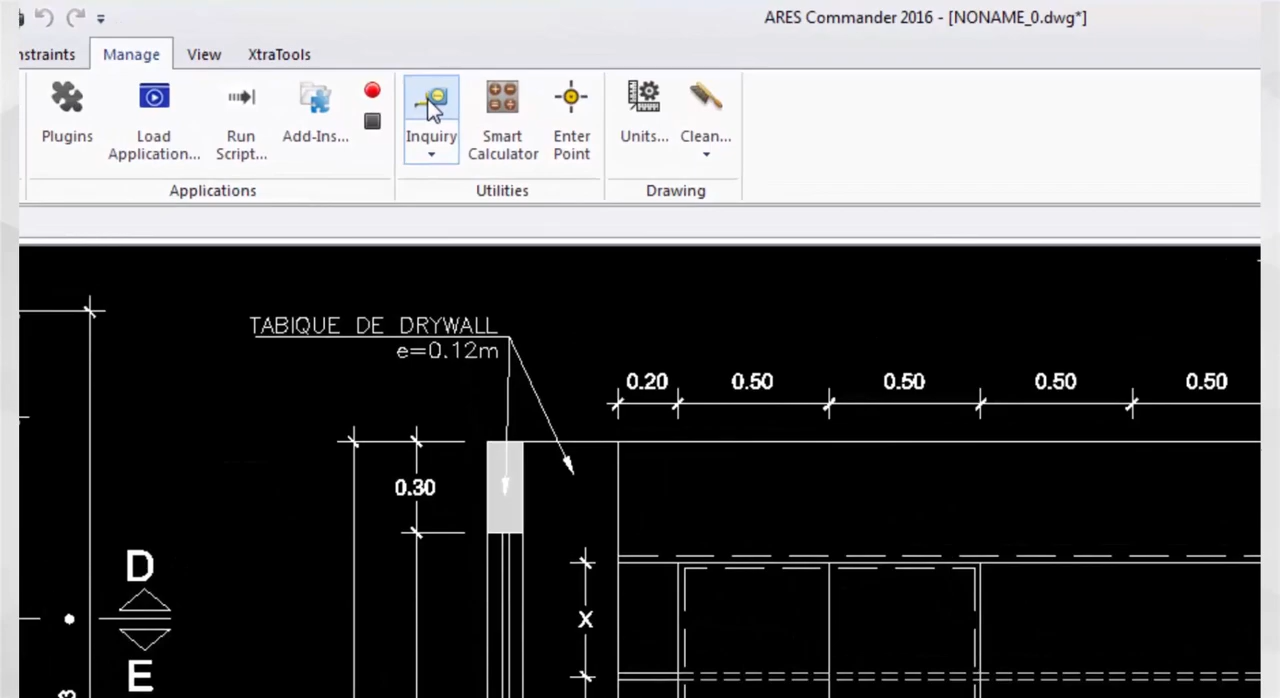 ARES Commander 2016 - [NONAME_0.dwg*]
nstraints Manage View XtraTools
Plugins Load Application... Run Script... Add-Ins... Inquiry Smart Calculator Enter Point Units... Clean...
Applications Utilities Drawing
TABIQUE DE DRYWALL
e=0.12m
0.20 0.50 0.50 0.50 0.50
0.30
D
X
E